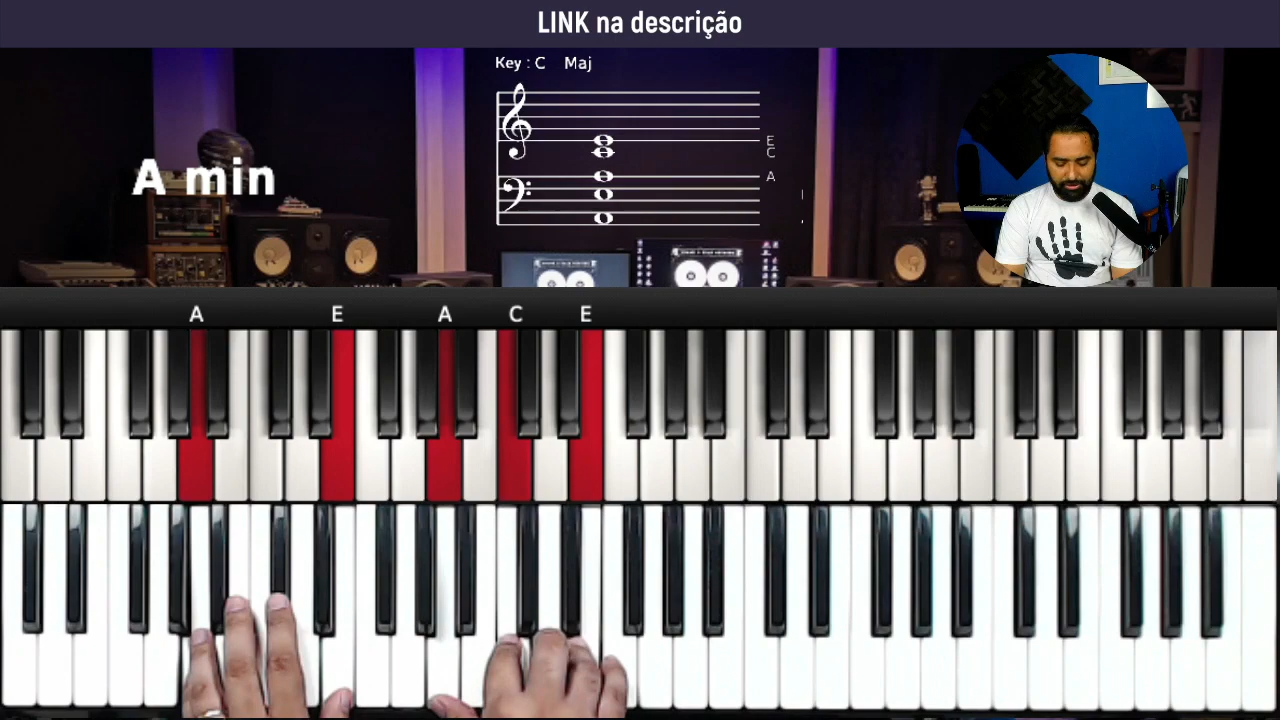 LINK na descrição
Key : C Maj
A min
E
C
A
A E A C E